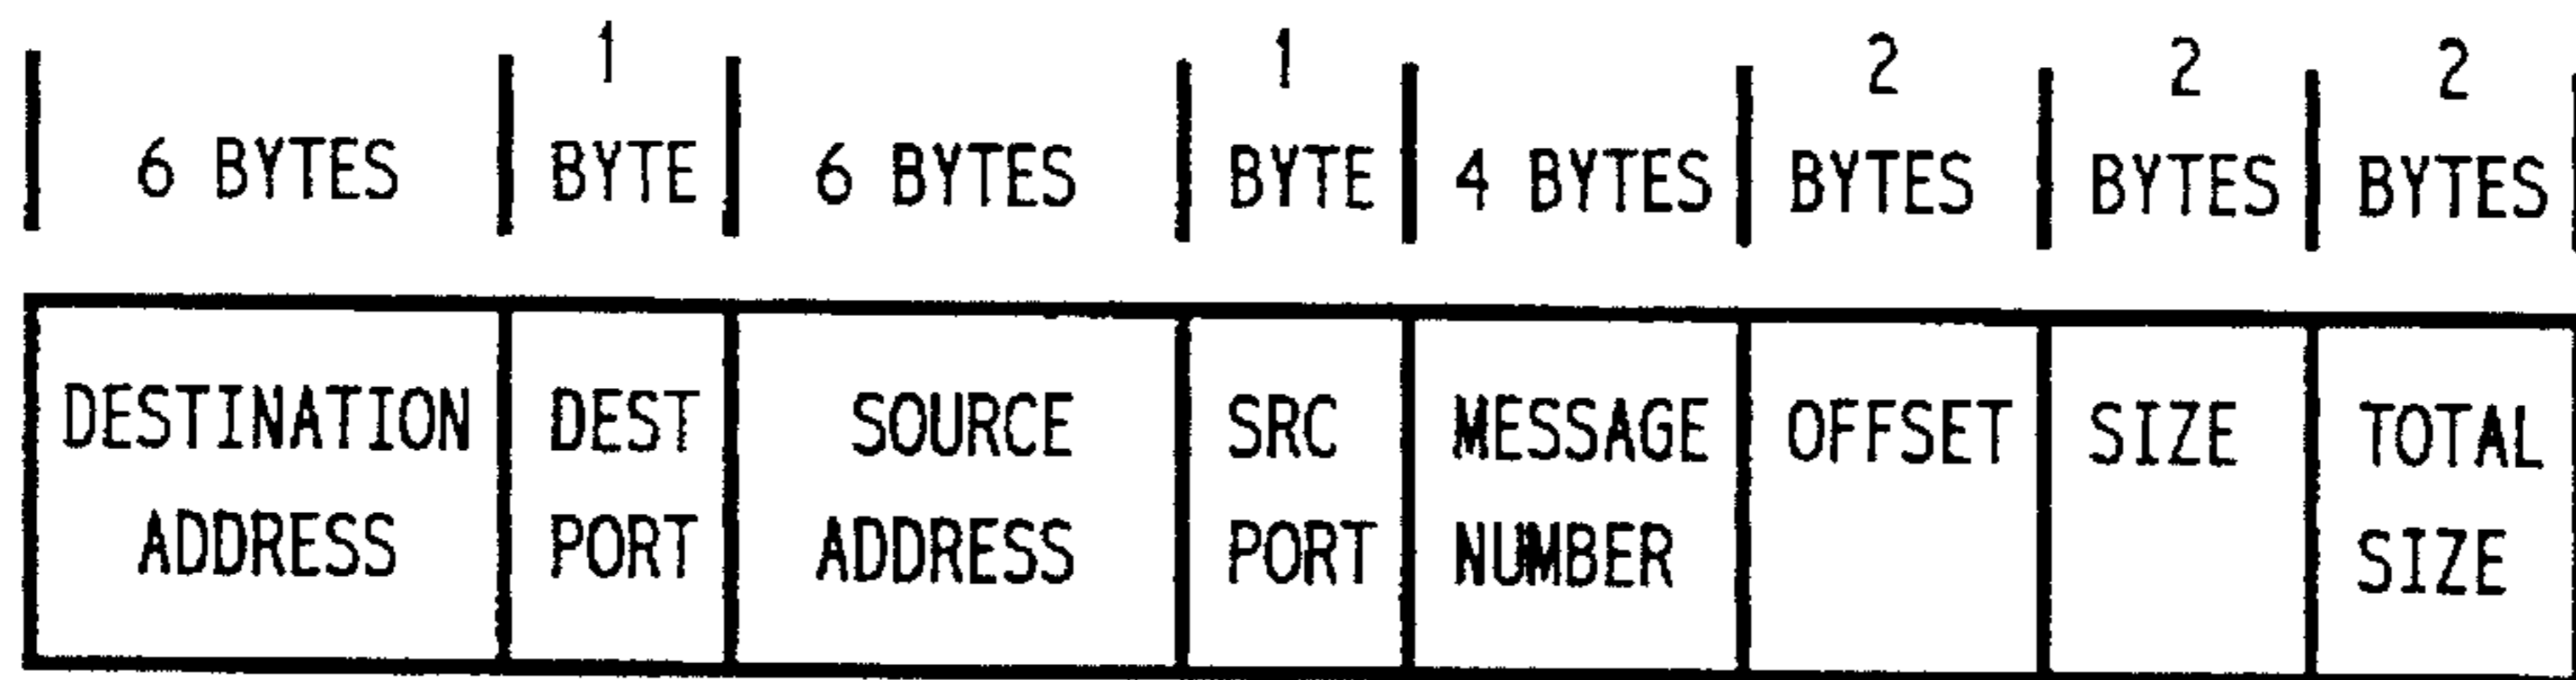 1 1 2 2 2
6 BYTES BYTE 6 BYTES BYTE 4 BYTES BYTES BYTES BYTES
DESTINATION DEST SOURCE SRC MESSAGE OFFSET SIZE TOTAL
ADDRESS PORT ADDRESS PORT NUMBER SIZE